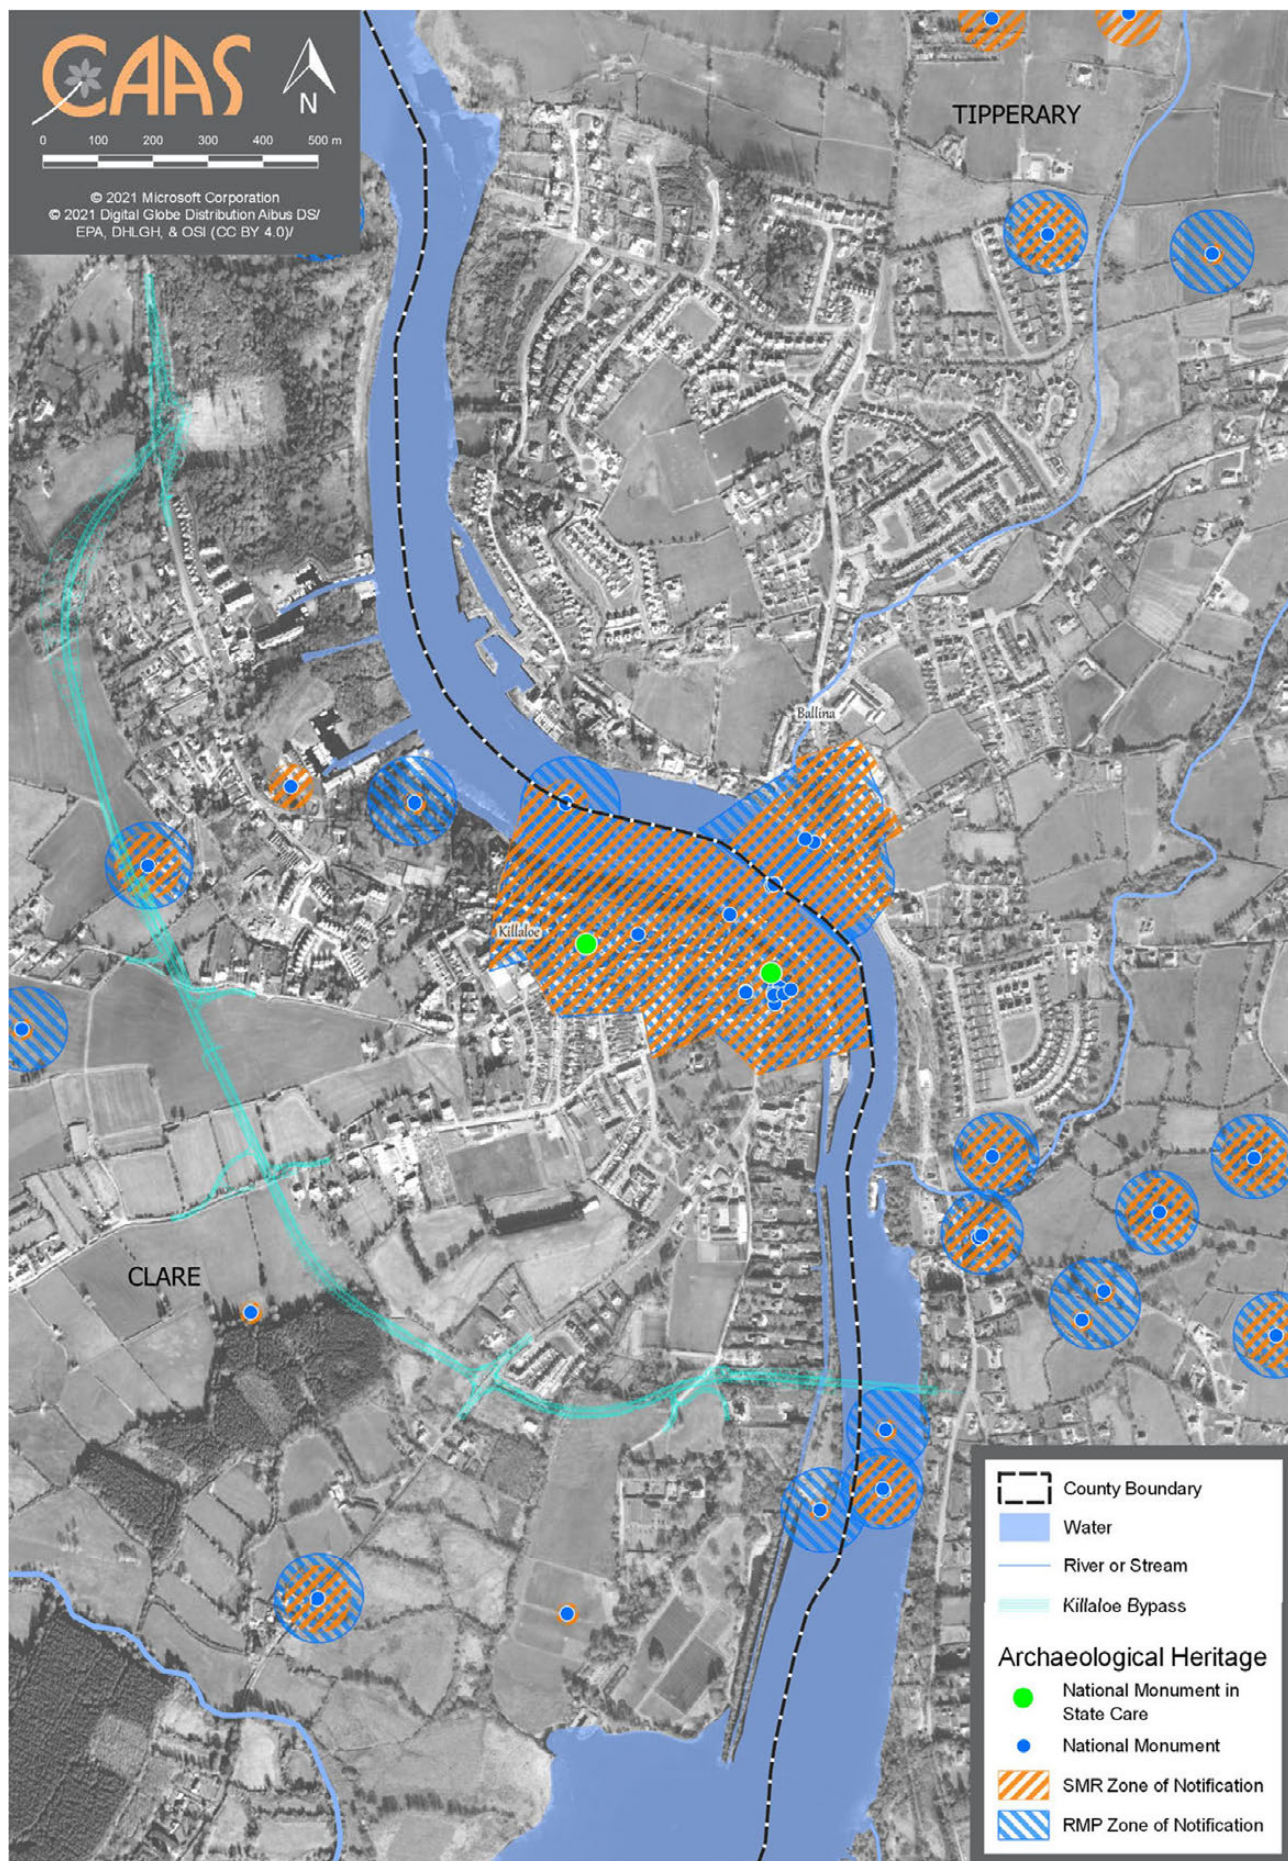 CAAS
N
0 100 200 300 400 500 m
© 2021 Microsoft Corporation
© 2021 Digital Globe Distribution Aibus DS/
EPA, DHLGH, & OSI (CC BY 4.0)/
TIPPERARY
Ballina
Killaloe
CLARE
County Boundary
Water
River or Stream
Killaloe Bypass
Archaeological Heritage
National Monument in
State Care
National Monument
SMR Zone of Notification
RMP Zone of Notification